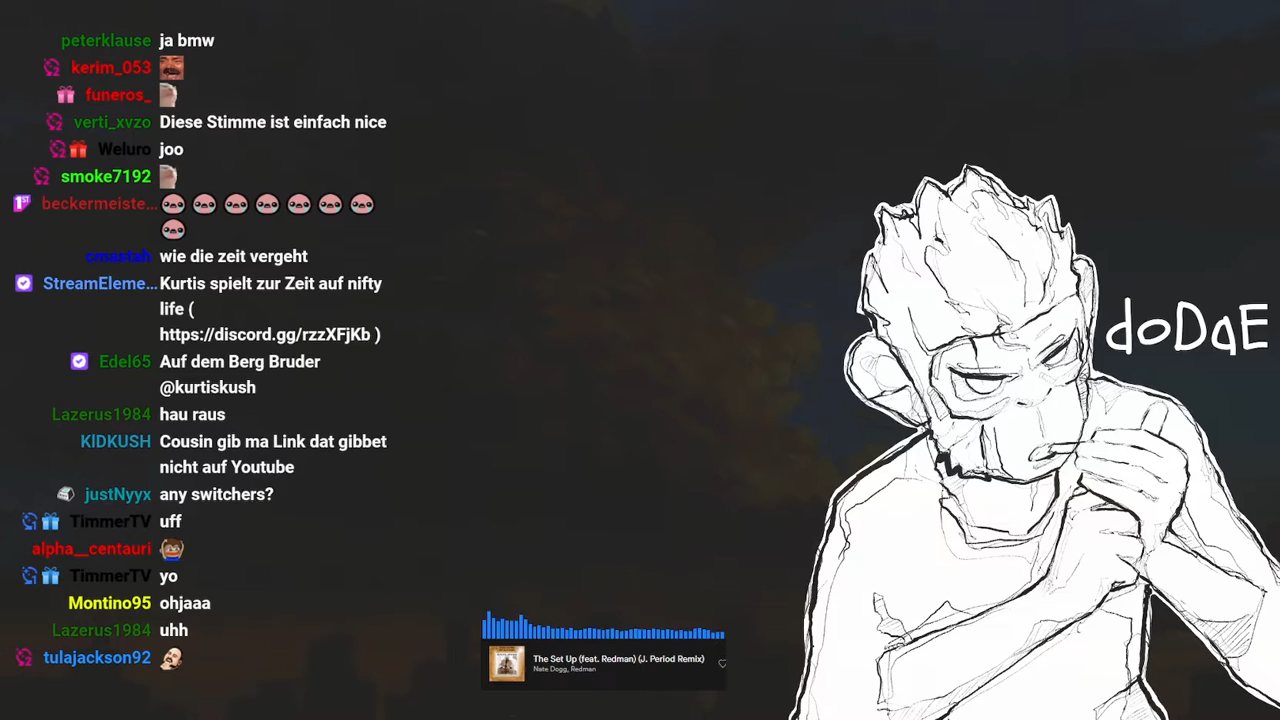 peterklause ja bmw
kerim_053
funeros_
verti_xvzo Diese Stimme ist einfach nice
Weluro joo
smoke7192
1ST beckermeiste...
cmastah wie die zeit vergeht
StreamEleme... Kurtis spielt zur Zeit auf nifty
life (
https://discord.gg/rzzXFjKb )
Edel65 Auf dem Berg Bruder
@kurtiskush
Lazerus1984 hau raus
KIDKUSH Cousin gib ma Link dat gibbet
nicht auf Youtube
justNyyx any switchers?
TimmerTV uff
alpha__centauri
TimmerTV yo
Montino95 ohjaaa
Lazerus1984 uhh
tulajackson92
doDaE
The Set Up (feat. Redman) (J. Period Remix)
Nate Dogg, Redman